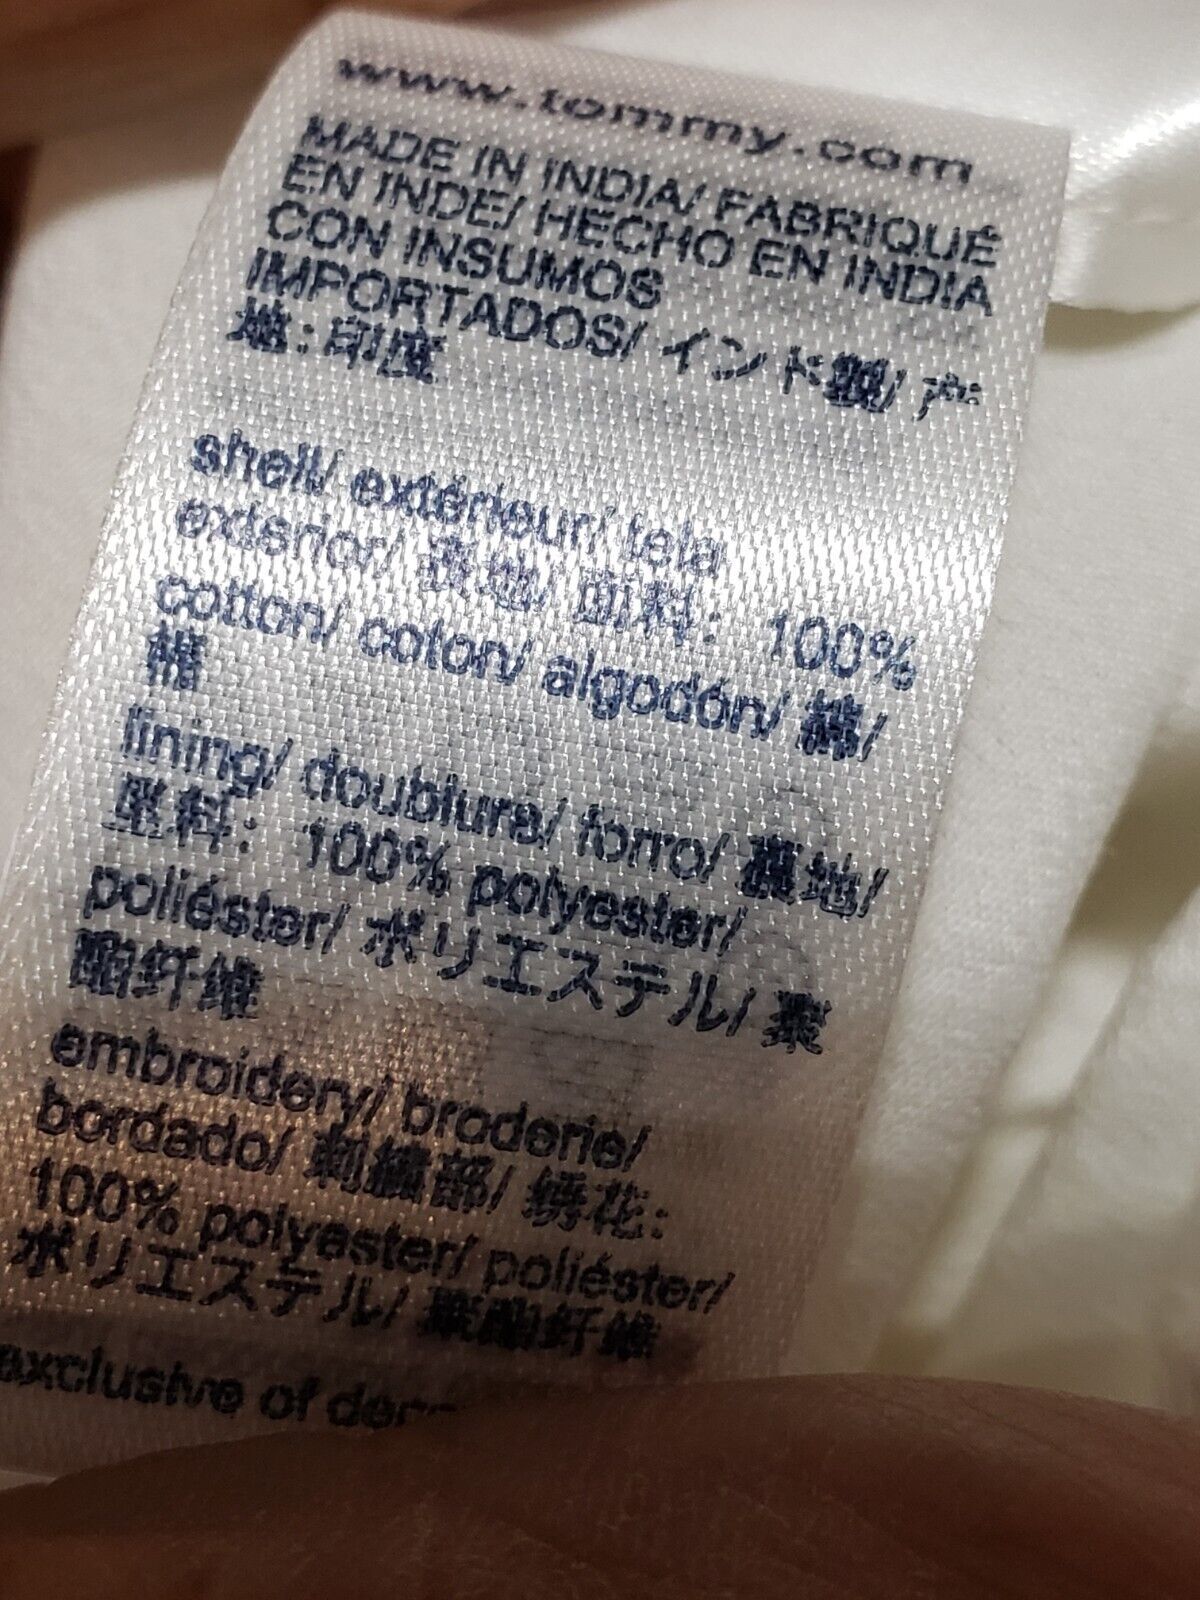 www.tommy.com
MADE IN INDIA/ FABRIQUÉ
EN INDE/ HECHO EN INDIA
CON INSUMOS
IMPORTADOS/ インド製/ 产
地: 印度
shell/ extérieur/ tela
exterior/ 表地/ 面料: 100%
cotton/ coton/ algodón/ 綿/
棉
lining/ doublure/ forro/ 裏地/
里料: 100% polyester/
poliéster/ ポリエステル/ 聚
酯纤维
embroidery/ broderie/
bordado/ 刺繍部/ 绣花:
100% polyester/ poliéster/
ポリエステル/ 聚酯纤维
exclusive of